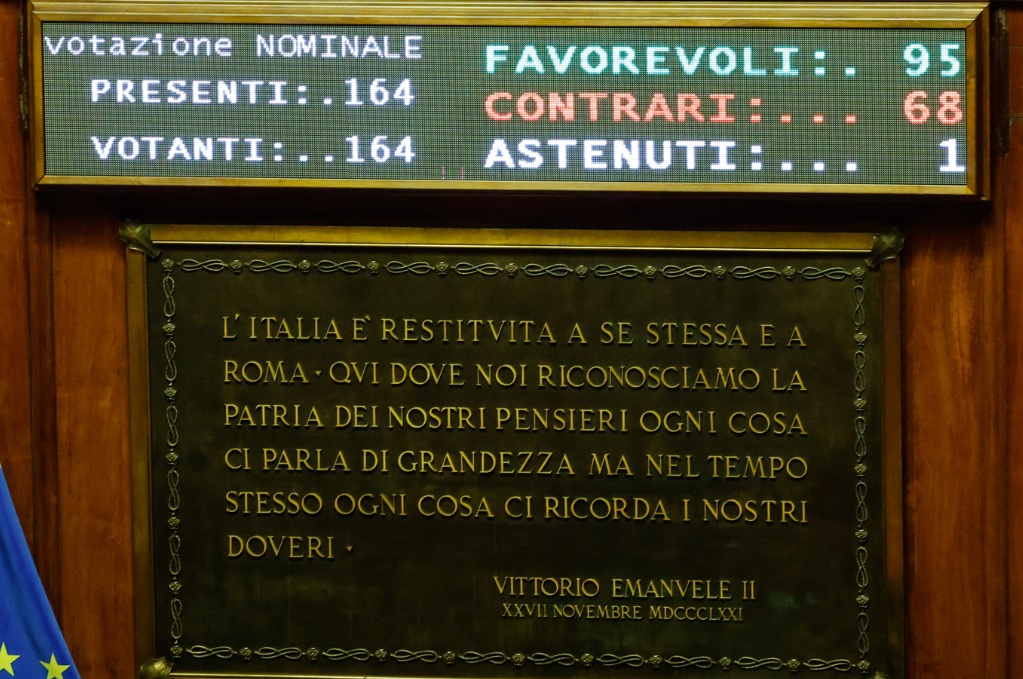 votazione NOMINALE
PRESENTI:.164
VOTANTI:..164
FAVOREVOLI:. 95
CONTRARI:... 68
ASTENUTI:... 1
L'ITALIA E' RESTITVITA A SE STESSA E A
ROMA · QVI DOVE NOI RICONOSCIAMO LA
PATRIA DEI NOSTRI PENSIERI OGNI COSA
CI PARLA DI GRANDEZZA MA NEL TEMPO
STESSO OGNI COSA CI RICORDA I NOSTRI
DOVERI ·
VITTORIO EMANVELE II
XXVII NOVEMBRE MDCCCLXXI